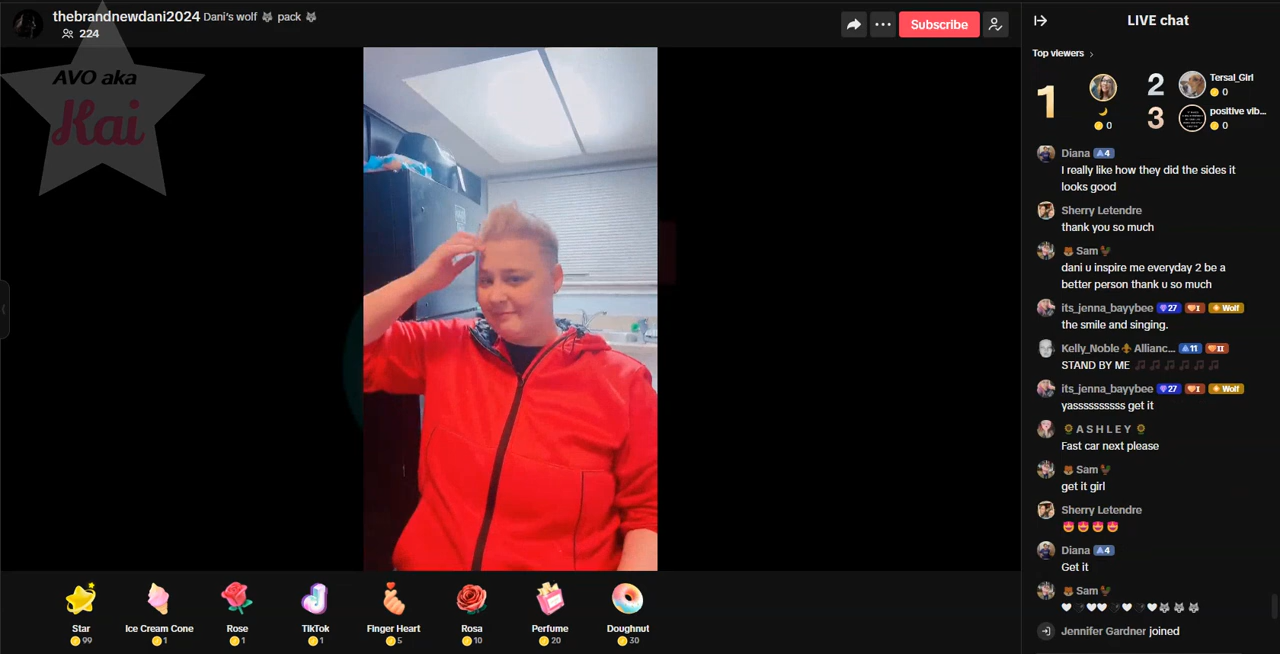 thebrandnewdani2024 Dani's wolf 🐺 pack 🐺
224
Subscribe
AVO aka
Kai
LIVE chat
Top viewers >
1
🌙
0
2
Tersal_Girl
0
3
positive vib...
0
Diana 4
I really like how they did the sides it
looks good
Sherry Letendre
thank you so much
🐯 Sam 🐓
dani u inspire me everyday 2 be a
better person thank u so much
its_jenna_bayybee 27 I Wolf
the smile and singing.
Kelly_Noble ⚜ Allianc... 11 II
STAND BY ME 🎵🎵🎵🎵🎵🎵
its_jenna_bayybee 27 I Wolf
yasssssssss get it
🌻 A S H L E Y 🌻
Fast car next please
🐯 Sam 🐓
get it girl
Sherry Letendre
😍😍😍😍
Diana 4
Get it
🐯 Sam 🐓
Jennifer Gardner joined
Star
99
Ice Cream Cone
1
Rose
1
TikTok
1
Finger Heart
5
Rosa
10
Perfume
20
Doughnut
30